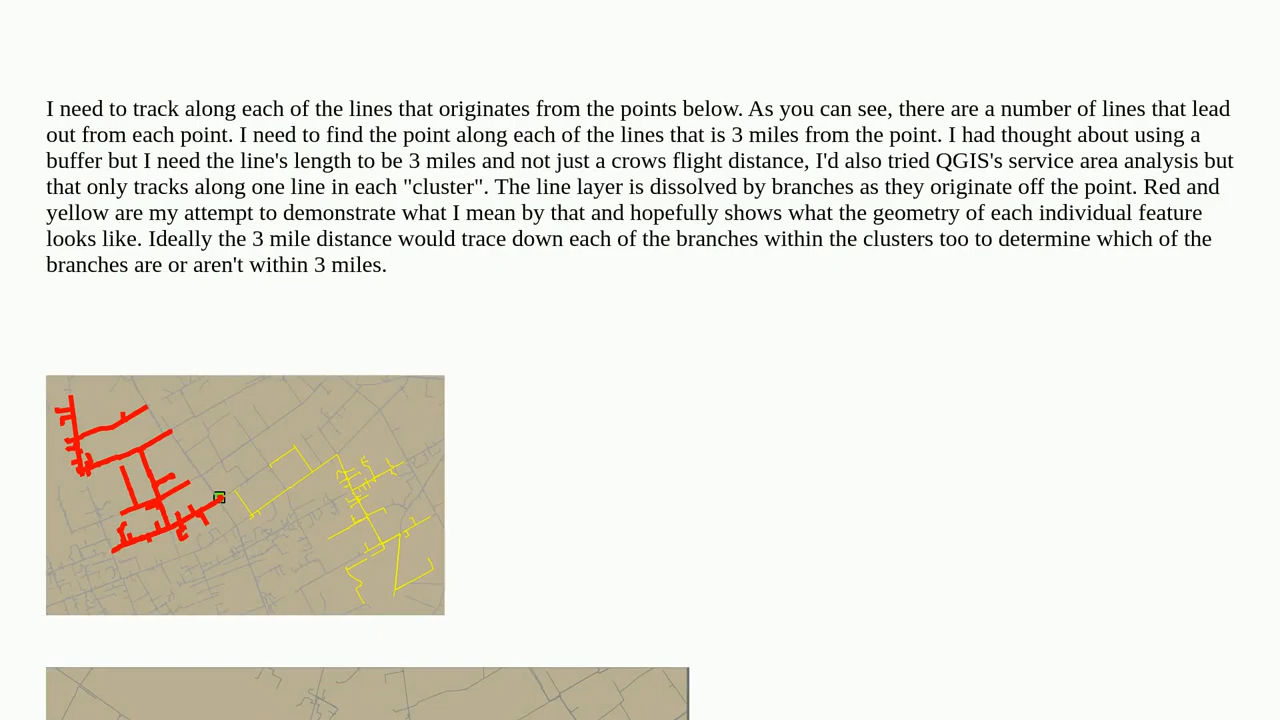 I need to track along each of the lines that originates from the points below. As you can see, there are a number of lines that lead
out from each point. I need to find the point along each of the lines that is 3 miles from the point. I had thought about using a
buffer but I need the line's length to be 3 miles and not just a crows flight distance, I'd also tried QGIS's service area analysis but
that only tracks along one line in each "cluster". The line layer is dissolved by branches as they originate off the point. Red and
yellow are my attempt to demonstrate what I mean by that and hopefully shows what the geometry of each individual feature
looks like. Ideally the 3 mile distance would trace down each of the branches within the clusters too to determine which of the
branches are or aren't within 3 miles.